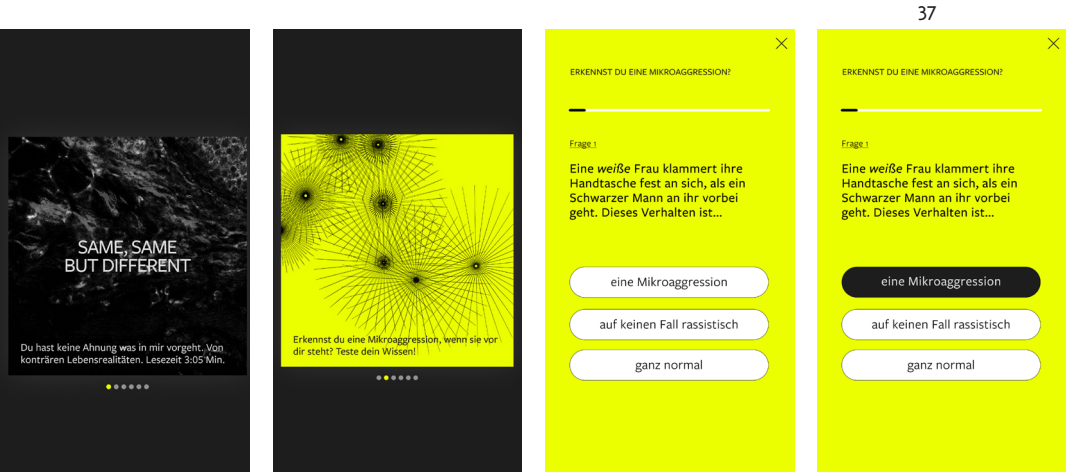 37
SAME, SAME
BUT DIFFERENT
Du hast keine Ahnung was in mir vorgeht. Von
konträren Lebensrealitäten. Lesezeit 3:05 Min.
Erkennst du eine Mikroaggression, wenn sie vor
dir steht? Teste dein Wissen!
ERKENNST DU EINE MIKROAGGRESSION?
Frage 1
Eine weiße Frau klammert ihre
Handtasche fest an sich, als ein
Schwarzer Mann an ihr vorbei
geht. Dieses Verhalten ist...
eine Mikroaggression
auf keinen Fall rassistisch
ganz normal
ERKENNST DU EINE MIKROAGGRESSION?
Frage 1
Eine weiße Frau klammert ihre
Handtasche fest an sich, als ein
Schwarzer Mann an ihr vorbei
geht. Dieses Verhalten ist...
eine Mikroaggression
auf keinen Fall rassistisch
ganz normal